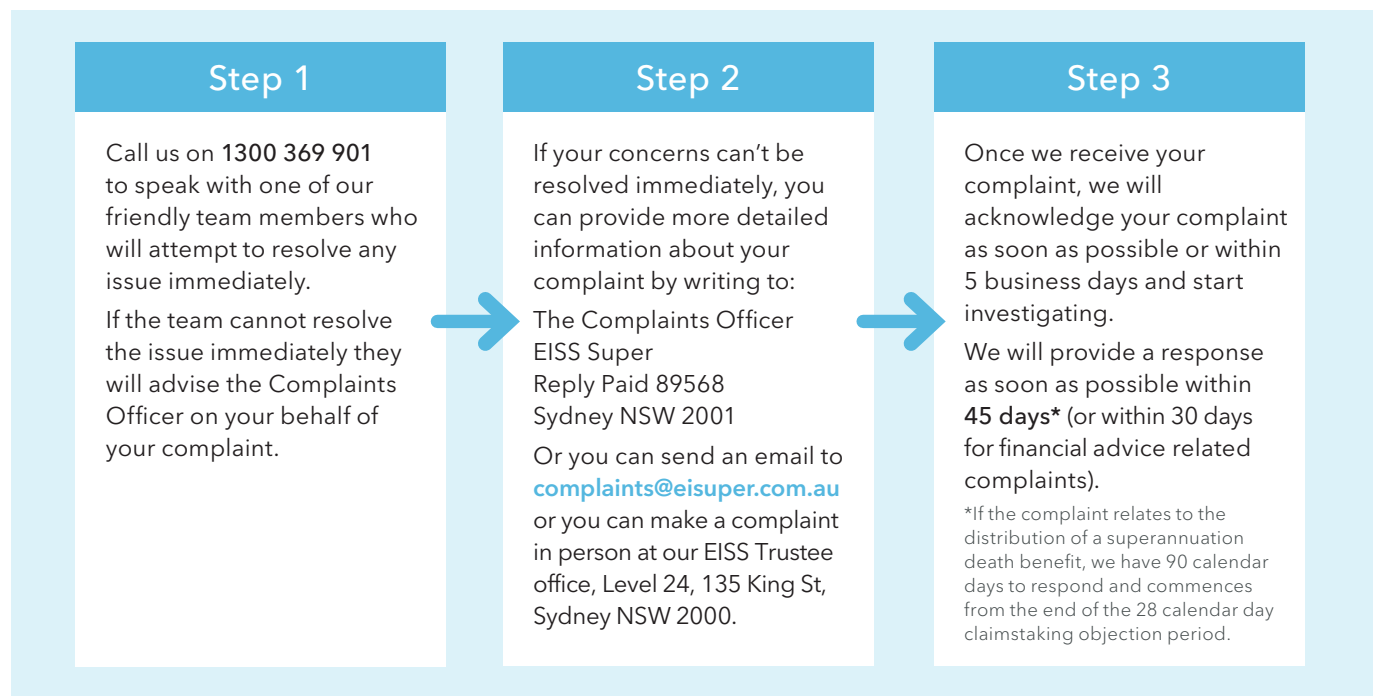 Step 1
Call us on 1300 369 901
to speak with one of our
friendly team members who
will attempt to resolve any
issue immediately.
If the team cannot resolve
the issue immediately they
will advise the Complaints
Officer on your behalf of
your complaint.
Step 2
If your concerns can’t be
resolved immediately, you
can provide more detailed
information about your
complaint by writing to:
The Complaints Officer
EISS Super
Reply Paid 89568
Sydney NSW 2001
Or you can send an email to
complaints@eisuper.com.au
or you can make a complaint
in person at our EISS Trustee
office, Level 24, 135 King St,
Sydney NSW 2000.
Step 3
Once we receive your
complaint, we will
acknowledge your complaint
as soon as possible or within
5 business days and start
investigating.
We will provide a response
as soon as possible within
45 days* (or within 30 days
for financial advice related
complaints).
*If the complaint relates to the
distribution of a superannuation
death benefit, we have 90 calendar
days to respond and commences
from the end of the 28 calendar day
claimstaking objection period.